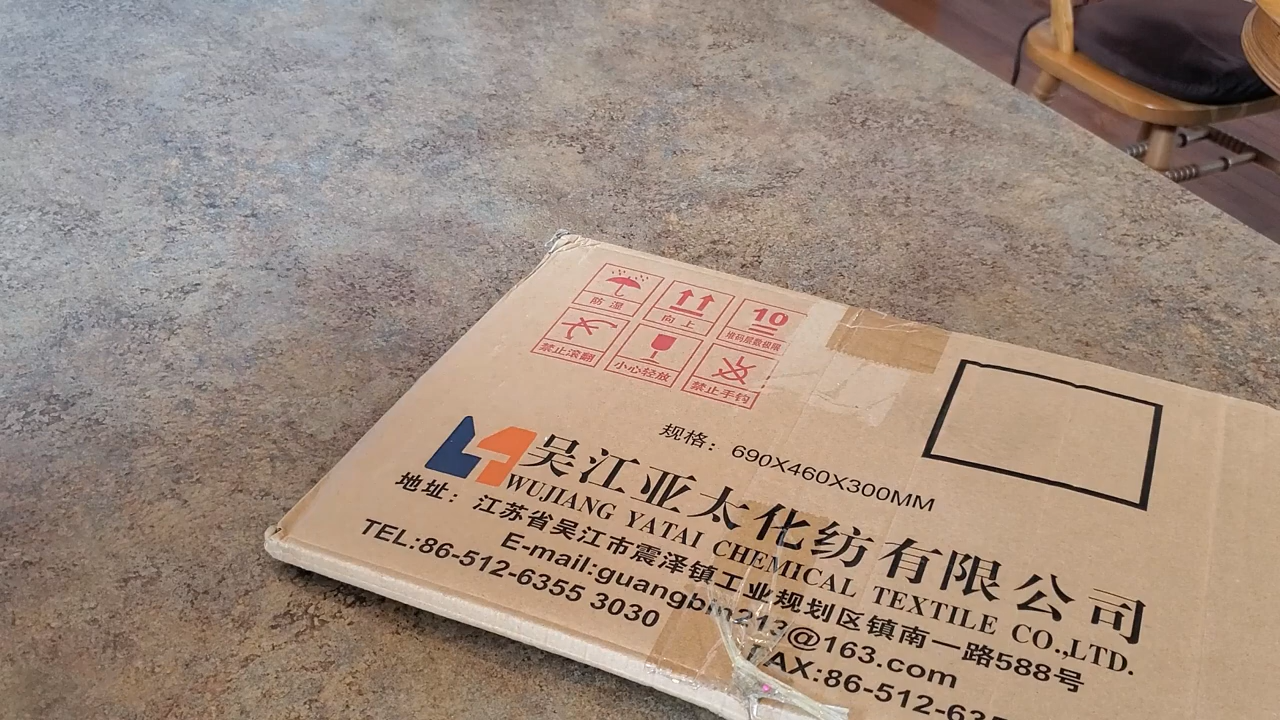 防 湿
向 上
10
堆码层数极限
禁止滚翻
小心轻放
禁止手钩
规格：690X460X300MM
吴江亚太化纺有限公司
WUJIANG YATAI CHEMICAL TEXTILE CO.,LTD.
地址：江苏省吴江市震泽镇工业规划区镇南一路588号
E-mail:guangbin213@163.com
TEL:86-512-6355 3030
FAX:86-512-635